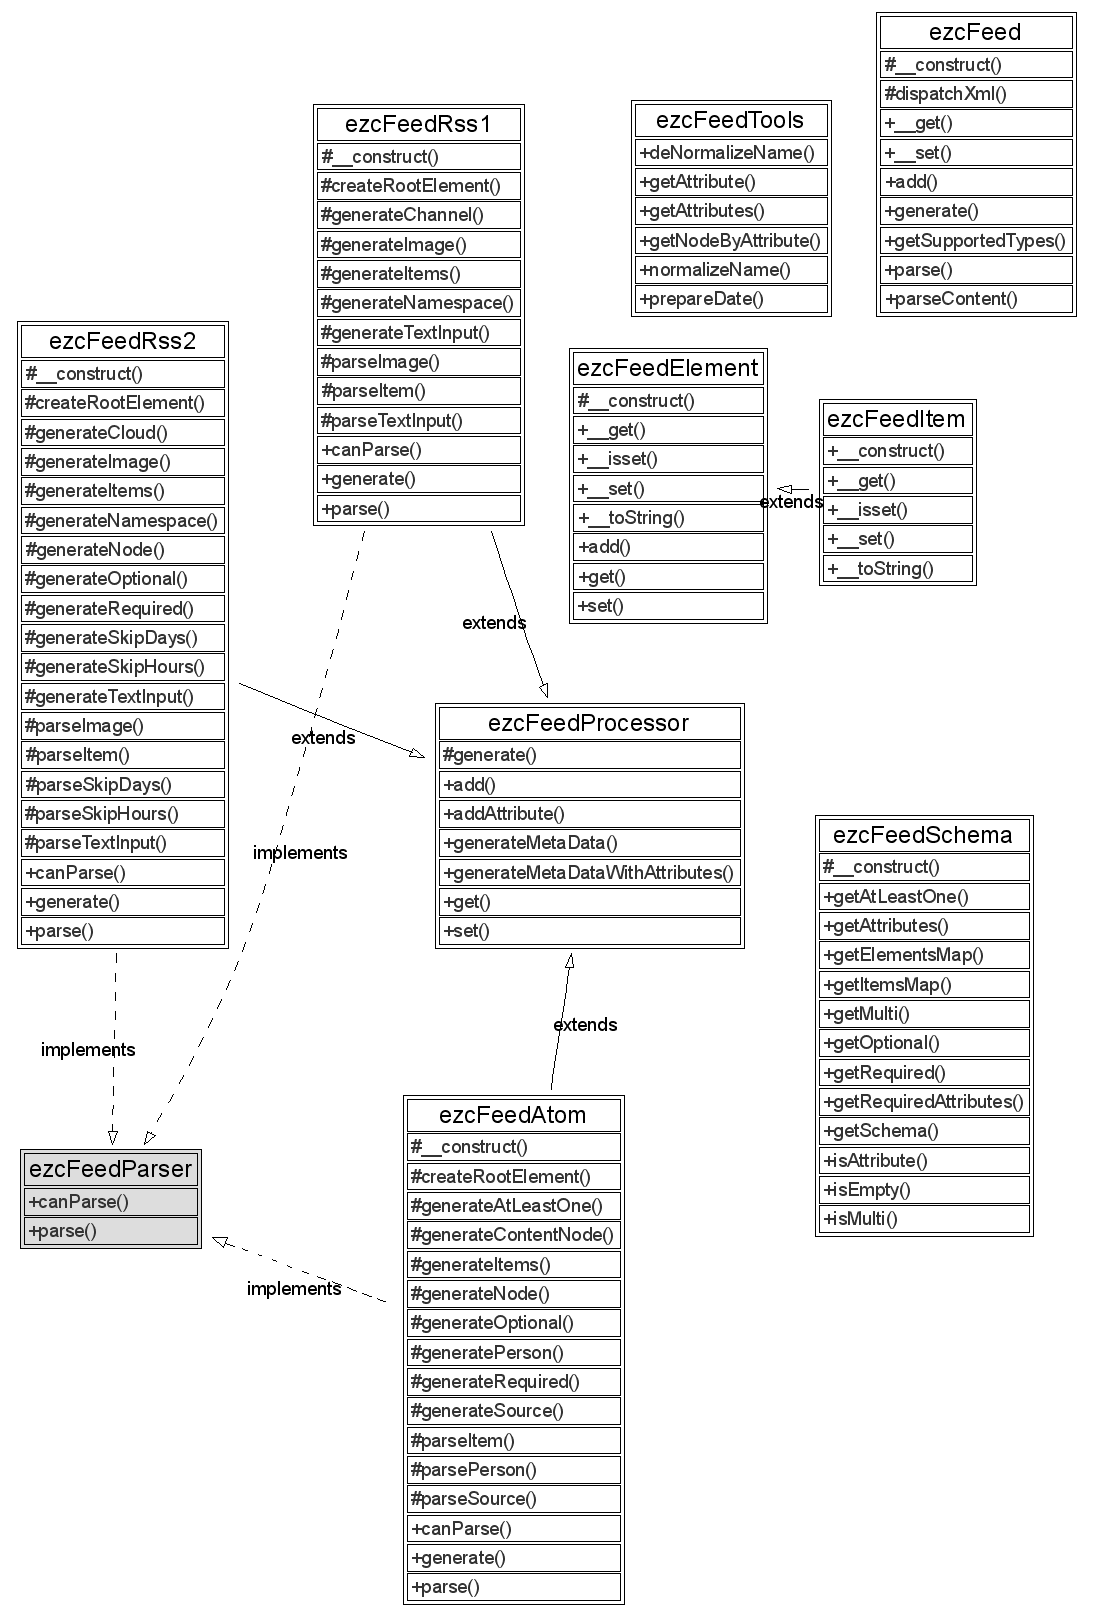 ezcFeed
#__construct()
#dispatchXml()
+__get()
+__set()
+add()
+generate()
+getSupportedTypes()
+parse()
+parseContent()
ezcFeedTools
+deNormalizeName()
+getAttribute()
+getAttributes()
+getNodeByAttribute()
+normalizeName()
+prepareDate()
ezcFeedRss1
#__construct()
#createRootElement()
#generateChannel()
#generateImage()
#generateItems()
#generateNamespace()
#generateTextInput()
#parseImage()
#parseItem()
#parseTextInput()
+canParse()
+generate()
+parse()
ezcFeedRss2
#__construct()
#createRootElement()
#generateCloud()
#generateImage()
#generateItems()
#generateNamespace()
#generateNode()
#generateOptional()
#generateRequired()
#generateSkipDays()
#generateSkipHours()
#generateTextInput()
#parseImage()
#parseItem()
#parseSkipDays()
#parseSkipHours()
#parseTextInput()
+canParse()
+generate()
+parse()
ezcFeedElement
#__construct()
+__get()
+__isset()
+__set()
+__toString()
+add()
+get()
+set()
extends
ezcFeedItem
+__construct()
+__get()
+__isset()
+__set()
+__toString()
extends
extends
implements
ezcFeedProcessor
#generate()
+add()
+addAttribute()
+generateMetaData()
+generateMetaDataWithAttributes()
+get()
+set()
ezcFeedSchema
#__construct()
+getAtLeastOne()
+getAttributes()
+getElementsMap()
+getItemsMap()
+getMulti()
+getOptional()
+getRequired()
+getRequiredAttributes()
+getSchema()
+isAttribute()
+isEmpty()
+isMulti()
extends
implements
ezcFeedParser
+canParse()
+parse()
implements
ezcFeedAtom
#__construct()
#createRootElement()
#generateAtLeastOne()
#generateContentNode()
#generateItems()
#generateNode()
#generateOptional()
#generatePerson()
#generateRequired()
#generateSource()
#parseItem()
#parsePerson()
#parseSource()
+canParse()
+generate()
+parse()